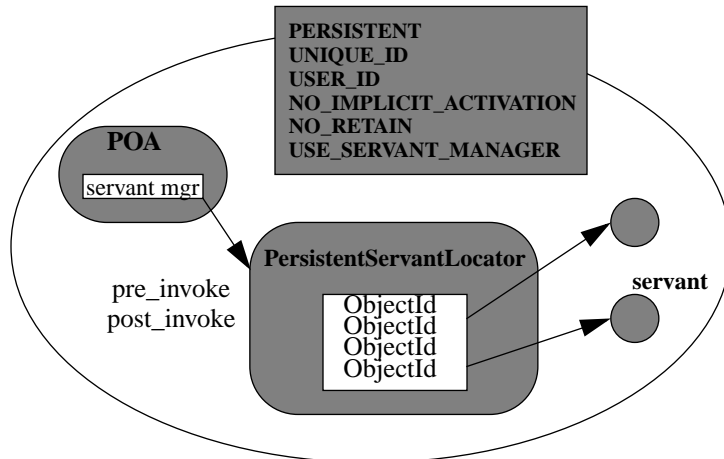 PERSISTENT
UNIQUE_ID
USER_ID
NO_IMPLICIT_ACTIVATION
NO_RETAIN
USE_SERVANT_MANAGER
POA
servant mgr
PersistentServantLocator
pre_invoke
post_invoke
ObjectId
ObjectId
ObjectId
ObjectId
servant